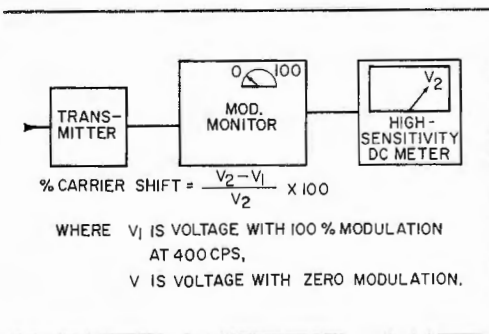 0 100
V2
TRANS-
MITTER
MOD.
MONITOR
HIGH-
SENSITIVITY
DC METER
% CARRIER SHIFT = V2 – V1 / V2 X 100
WHERE V1 IS VOLTAGE WITH 100 % MODULATION
AT 400 CPS,
V IS VOLTAGE WITH ZERO MODULATION.